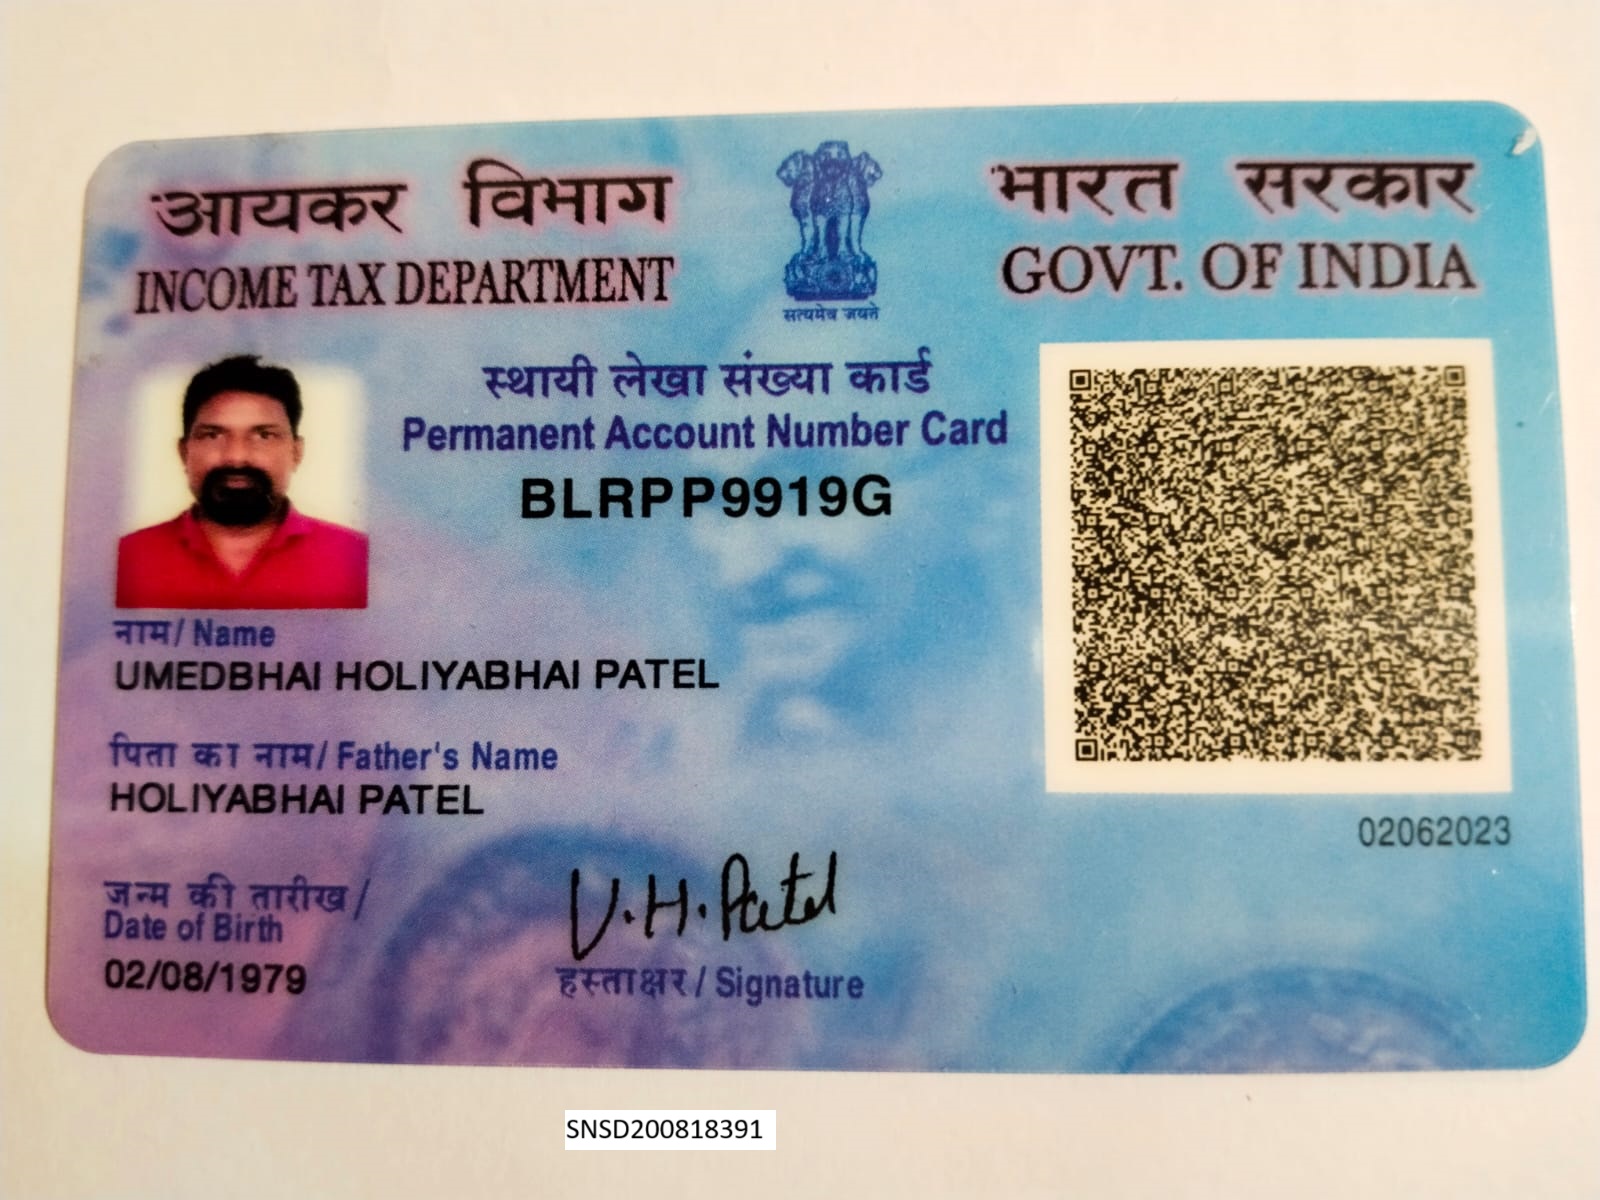 आयकर विभाग
INCOME TAX DEPARTMENT
सत्यमेव जयते
भारत सरकार
GOVT. OF INDIA
स्थायी लेखा संख्या कार्ड
Permanent Account Number Card
BLRPP9919G
नाम/ Name
UMEDBHAI HOLIYABHAI PATEL
पिता का नाम/ Father's Name
HOLIYABHAI PATEL
02062023
जन्म की तारीख/
Date of Birth
02/08/1979
U.H.Patel
हस्ताक्षर/ Signature
SNSD200818391